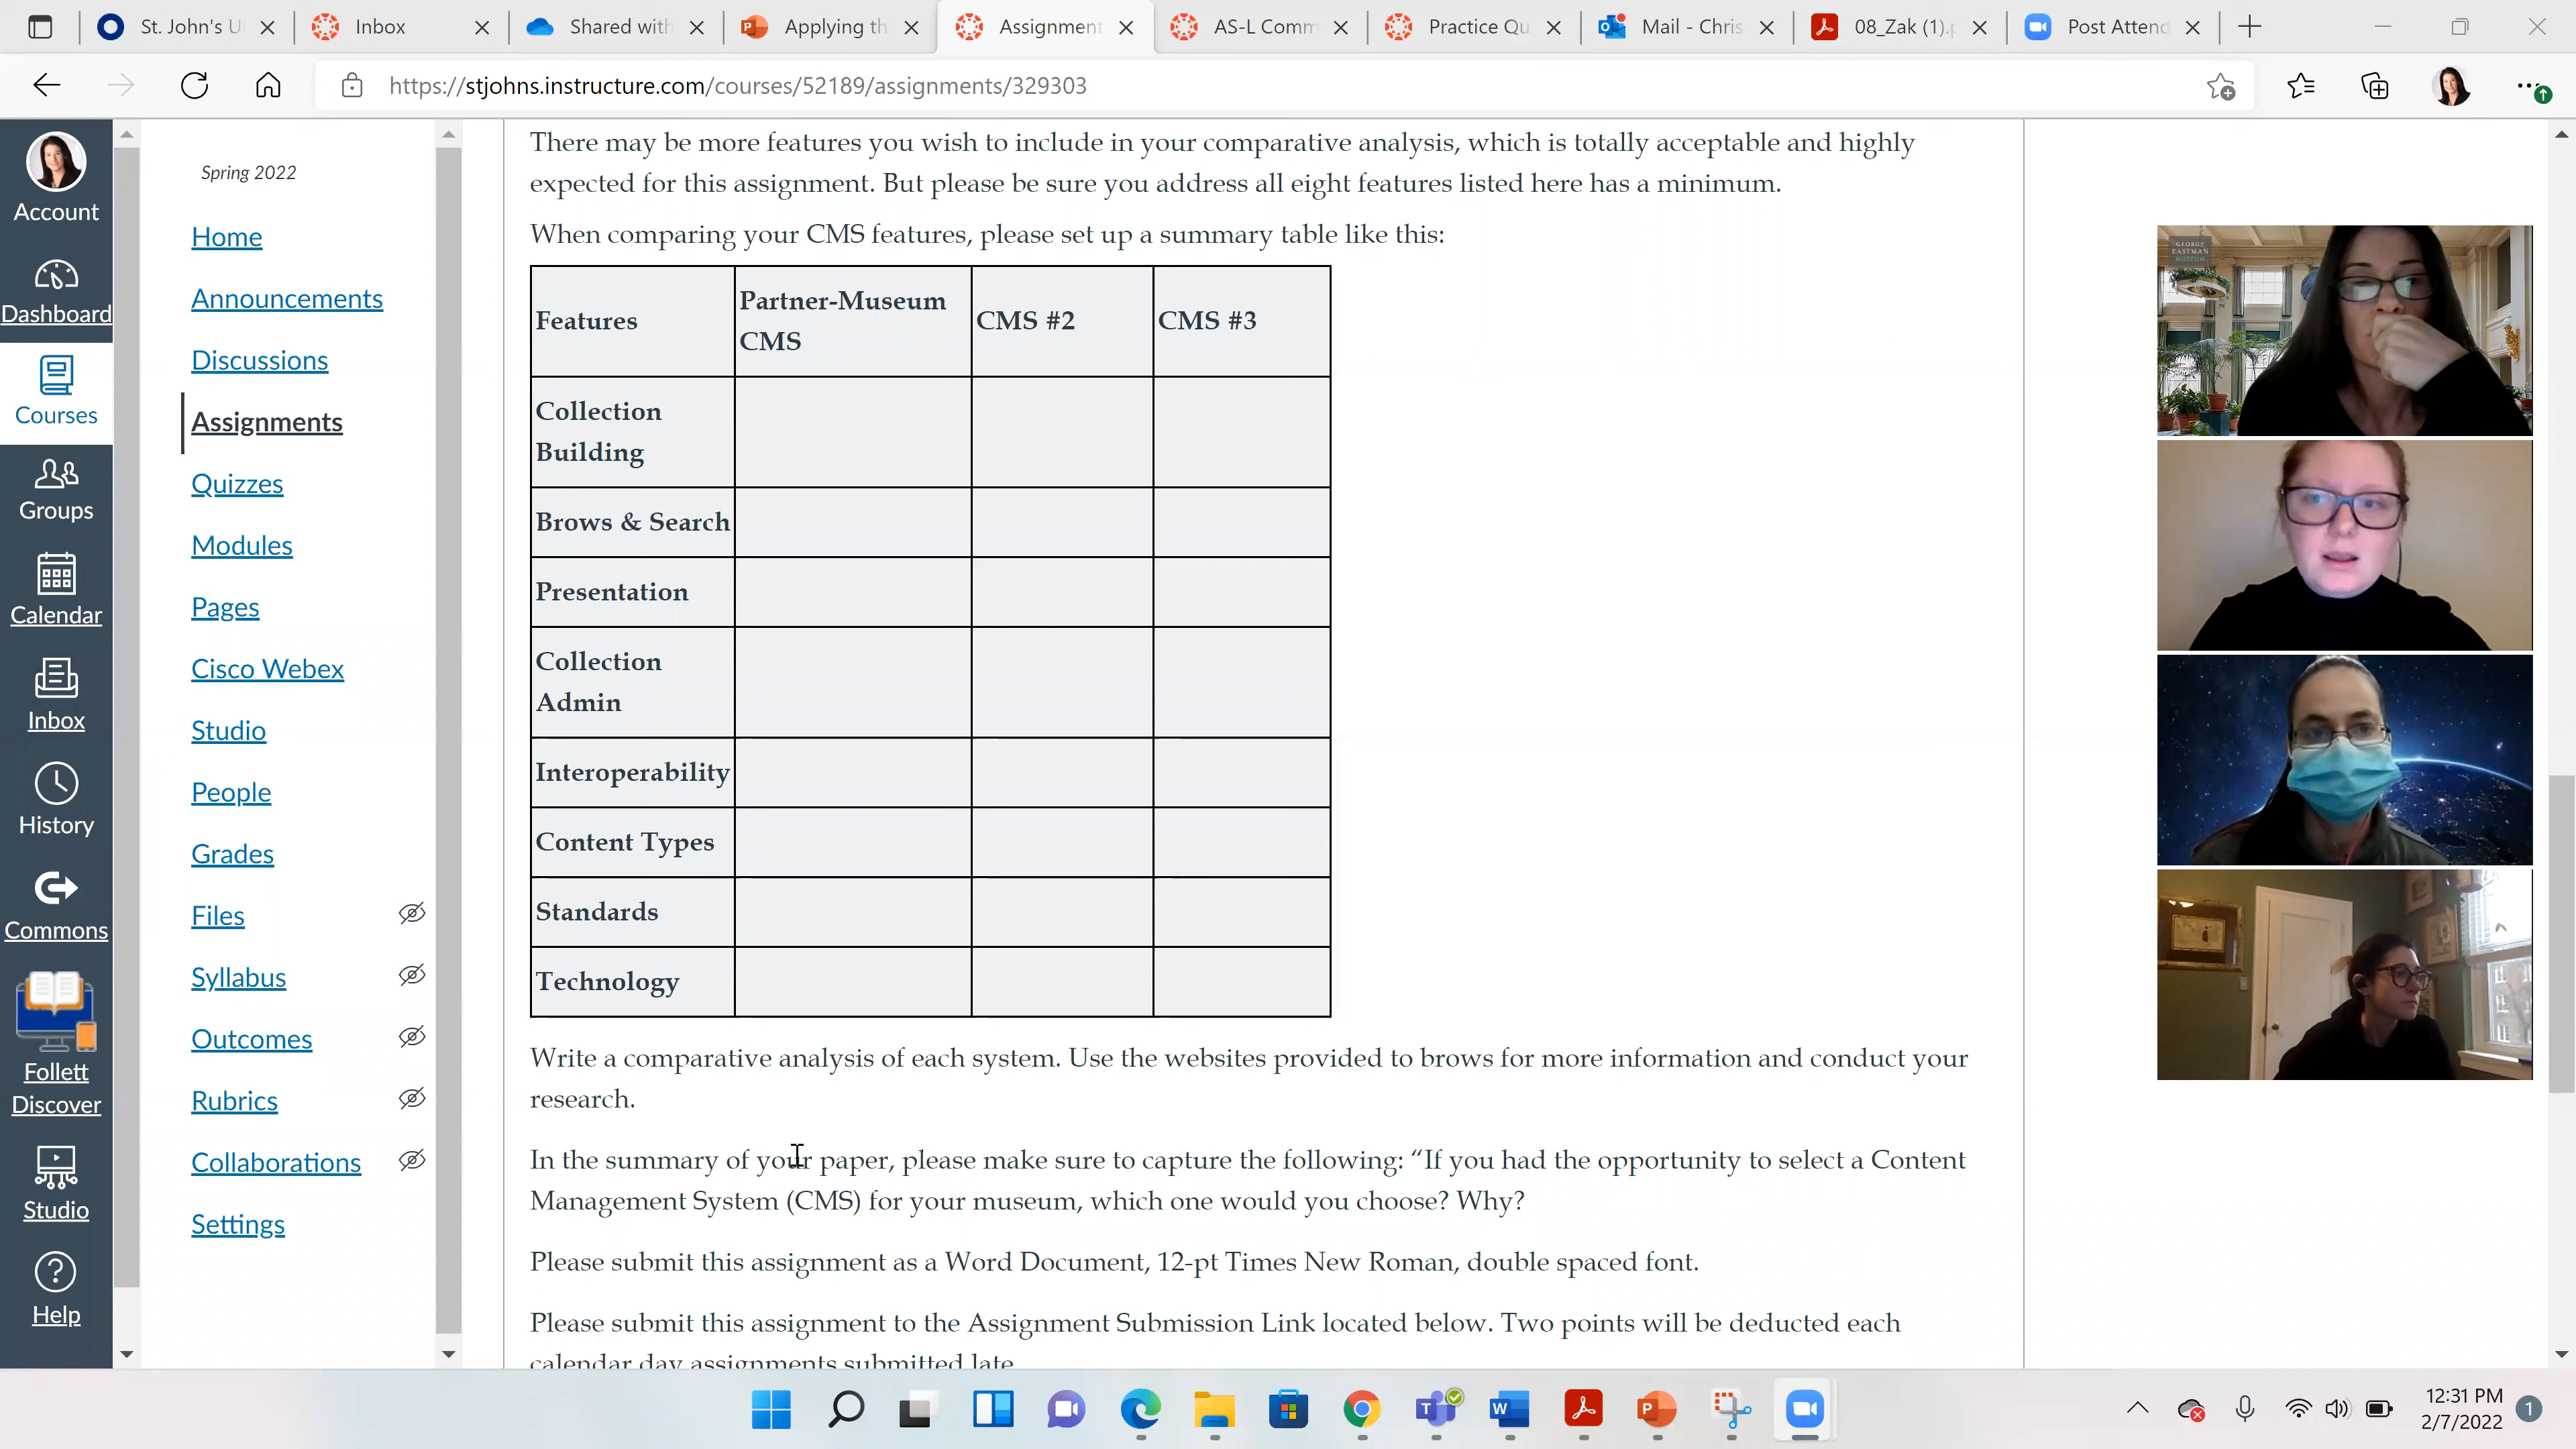 St. John's U
Inbox
Shared with
Applying th
Assignment
AS-L Comm
Practice Qu
Mail - Chris
08_Zak (1).p
Post Attend
https://stjohns.instructure.com/courses/52189/assignments/329303
Account
Dashboard
Courses
Groups
Calendar
Inbox
History
Commons
Follett
Discover
Studio
Help
Spring 2022
Home
Announcements
Discussions
Assignments
Quizzes
Modules
Pages
Cisco Webex
Studio
People
Grades
Files
Syllabus
Outcomes
Rubrics
Collaborations
Settings
There may be more features you wish to include in your comparative analysis, which is totally acceptable and highly
expected for this assignment. But please be sure you address all eight features listed here has a minimum.
When comparing your CMS features, please set up a summary table like this:
Features
Partner-Museum
CMS
CMS #2
CMS #3
Collection
Building
Brows & Search
Presentation
Collection
Admin
Interoperability
Content Types
Standards
Technology
Write a comparative analysis of each system. Use the websites provided to brows for more information and conduct your
research.
In the summary of your paper, please make sure to capture the following: “If you had the opportunity to select a Content
Management System (CMS) for your museum, which one would you choose? Why?
Please submit this assignment as a Word Document, 12-pt Times New Roman, double spaced font.
Please submit this assignment to the Assignment Submission Link located below. Two points will be deducted each
calendar day assignments submitted late
GEORGE
EASTMAN
MUSEUM
12:31 PM
2/7/2022
1